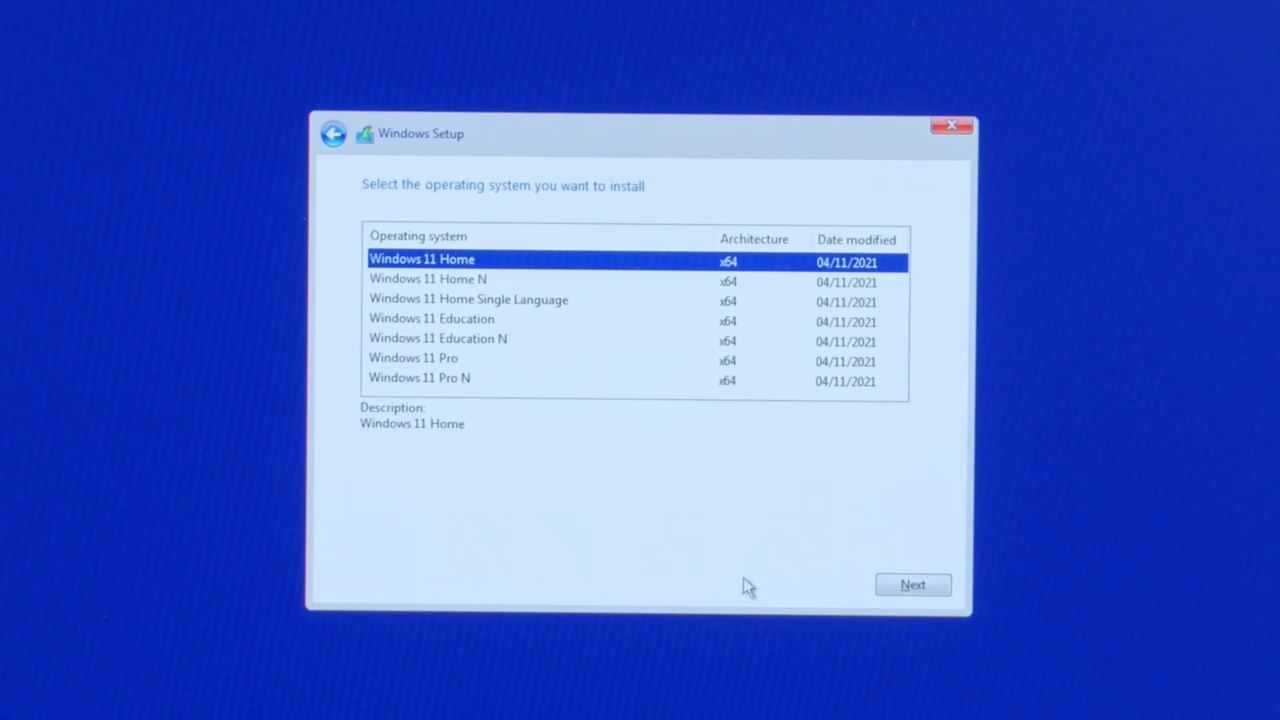 Windows Setup
Select the operating system you want to install
Operating system Architecture Date modified
Windows 11 Home x64 04/11/2021
Windows 11 Home N x64 04/11/2021
Windows 11 Home Single Language x64 04/11/2021
Windows 11 Education x64 04/11/2021
Windows 11 Education N x64 04/11/2021
Windows 11 Pro x64 04/11/2021
Windows 11 Pro N x64 04/11/2021
Description:
Windows 11 Home
Next